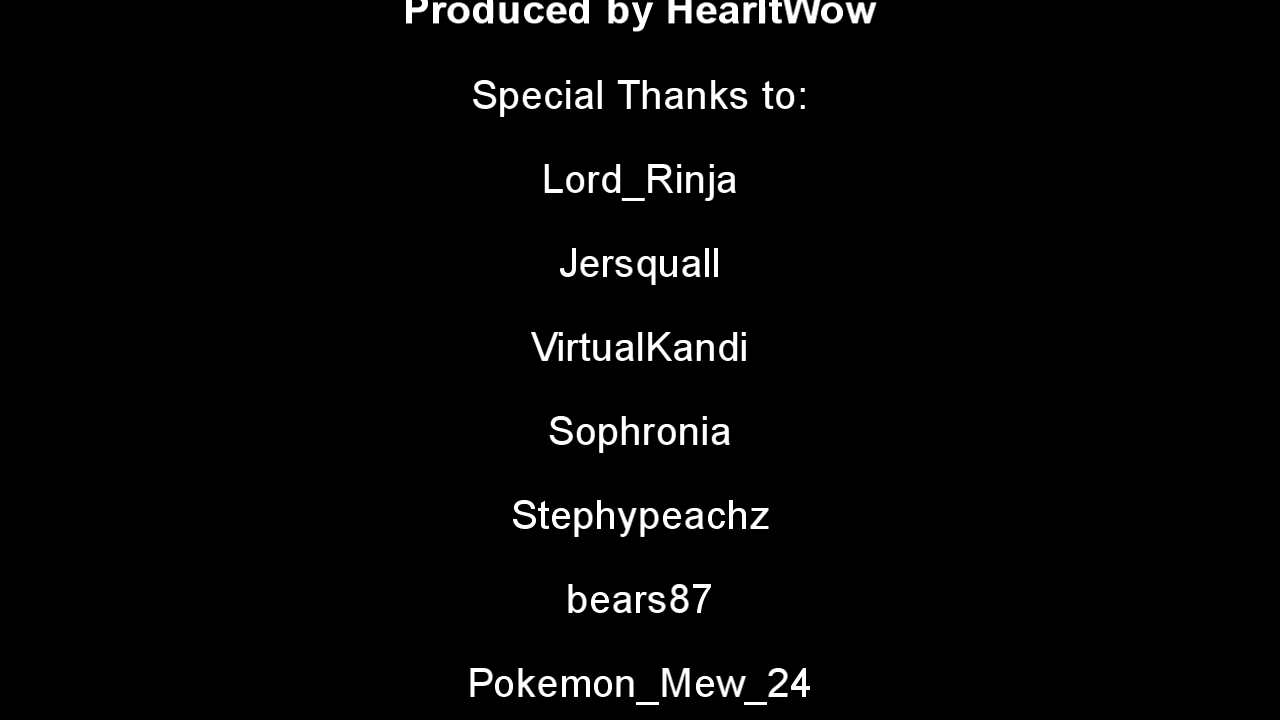 Produced by HearItWow
Special Thanks to:
Lord_Rinja
Jersquall
VirtualKandi
Sophronia
Stephypeachz
bears87
Pokemon_Mew_24